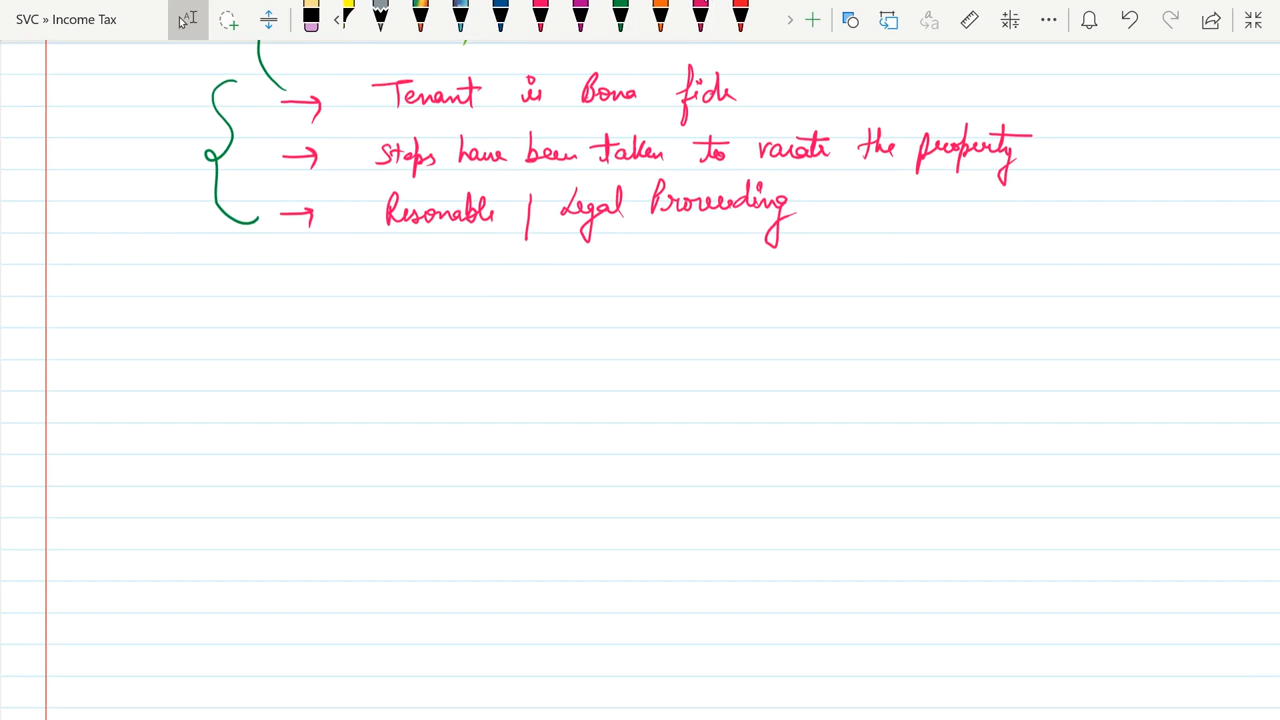 SVC » Income Tax
→ Tenant is Bona fide
→ Steps have been taken to vacate the property
→ Resonable / Legal Proceeding